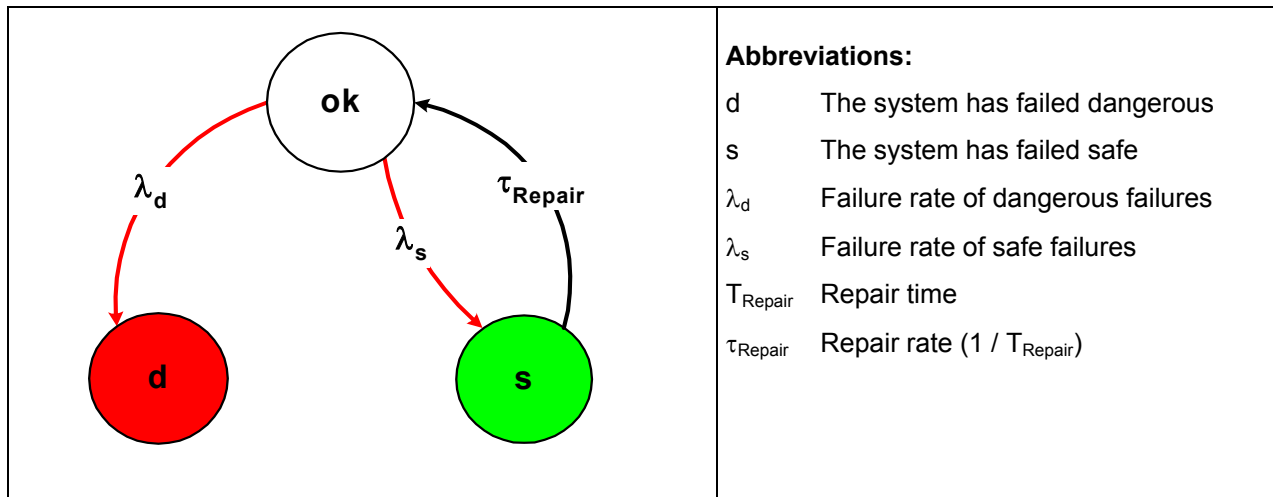 ok
λd
τRepair
λs
d
s
Abbreviations:
d The system has failed dangerous
s The system has failed safe
λd Failure rate of dangerous failures
λs Failure rate of safe failures
TRepair Repair time
τRepair Repair rate (1 / TRepair)